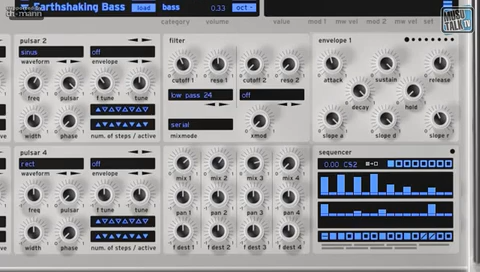 th•mann
Earthshaking Bass load bass 0.33 oct
MUSO TALK TV
category volume value mod 1 mw vel mod 2 mw vel set
pulsar 2
filter
envelope 1
sinus off
waveform envelope
cutoff 1 reso 1 cutoff 2 reso 2
attack sustain release
low pass 24 off
freq pulsar f tune a tune
decay hold
serial
mixmode xmod
width phase num. of steps / active
slope a slope d slope r
pulsar 4
sequencer
rect off
mix 1 mix 2 mix 3 mix 4
0.00 C52
waveform envelope
freq pulsar f tune a tune
pan 1 pan 2 pan 3 pan 4
width phase num. of steps / active
f dest 1 f dest 2 f dest 3 f dest 4